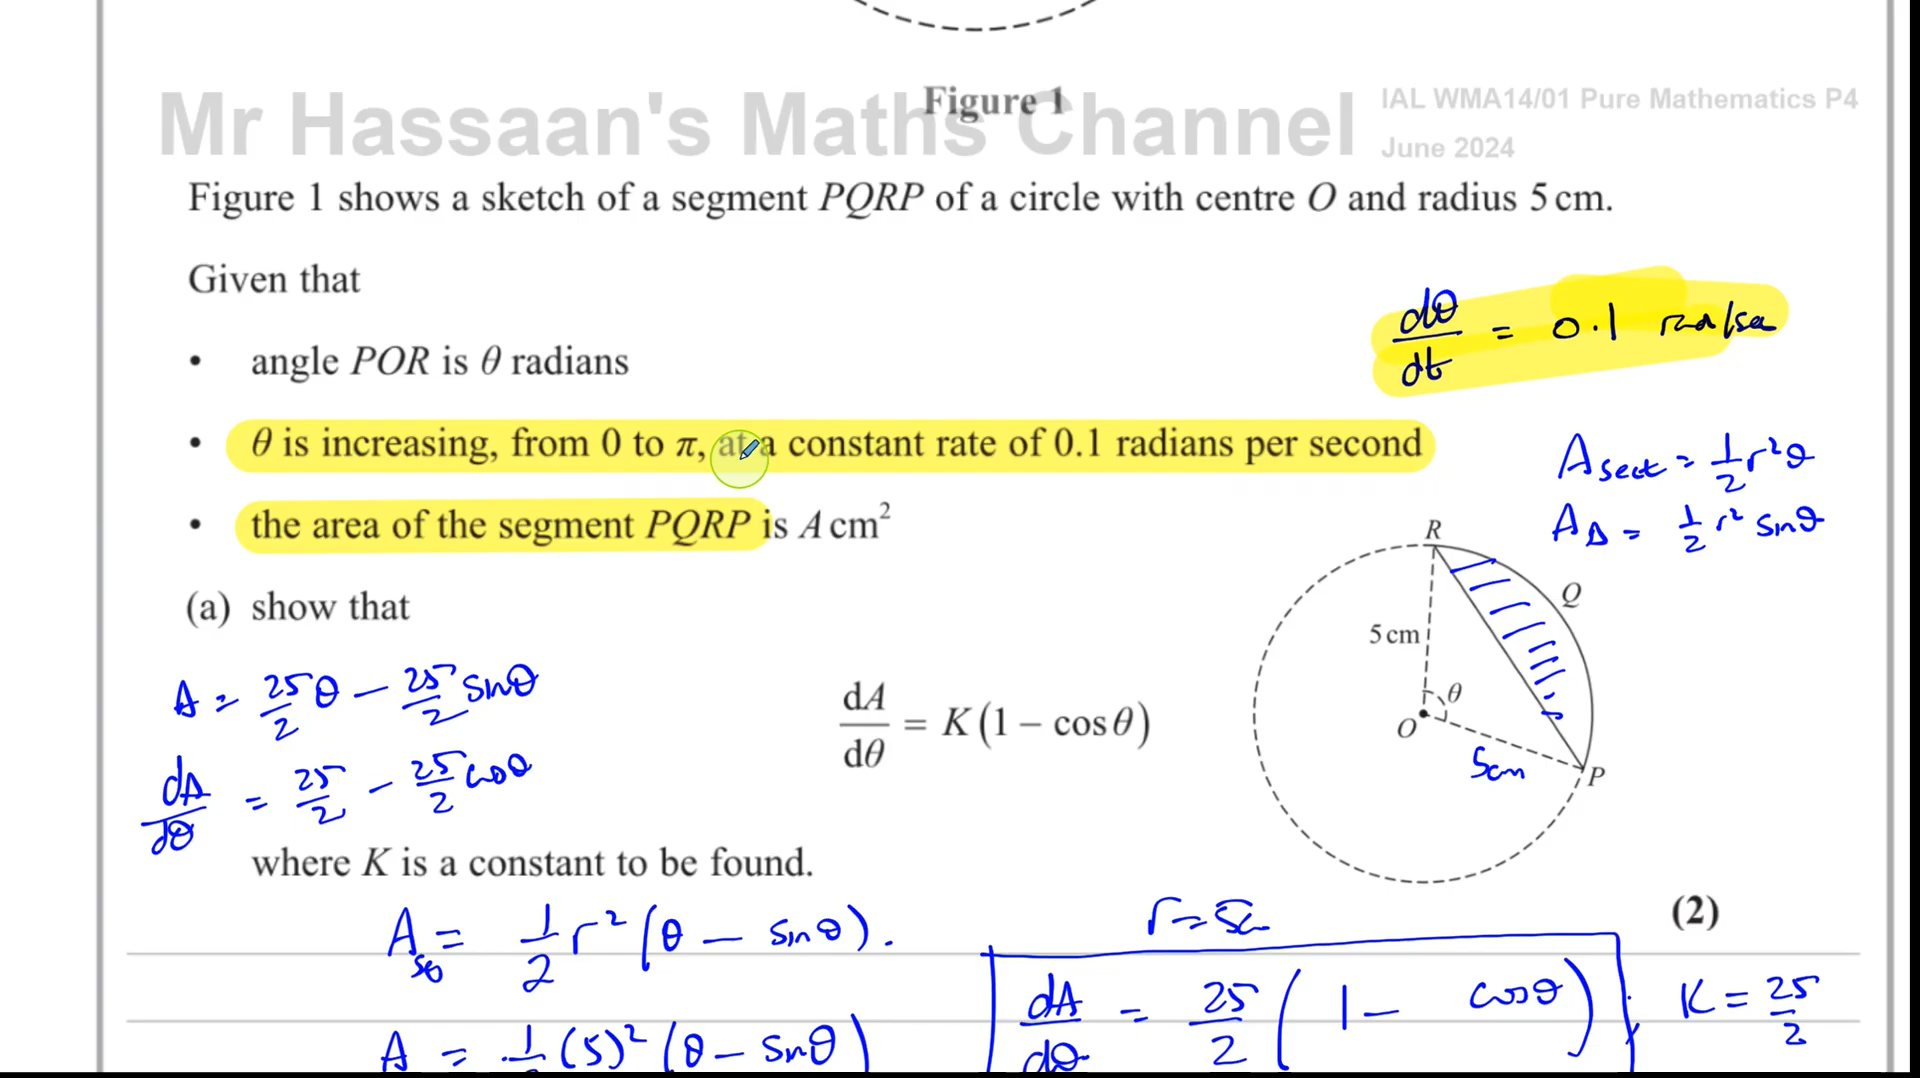 Figure 1
Mr Hassaan's Maths Channel
IAL WMA14/01 Pure Mathematics P4
June 2024
Figure 1 shows a sketch of a segment PQRP of a circle with centre O and radius 5 cm.
Given that
dθ/dt = 0.1 rad/sec
• angle POR is θ radians
• θ is increasing, from 0 to π, at a constant rate of 0.1 radians per second
A sect = 1/2 r²θ
• the area of the segment PQRP is A cm²
A Δ = 1/2 r² sinθ
R
Q
(a) show that
5 cm
θ
O
P
5cm
A = 25/2 θ – 25/2 sinθ
dA/dθ = K(1 – cosθ)
dA/dθ = 25/2 – 25/2 cosθ
where K is a constant to be found.
(2)
A = 1/2 r² (θ – sinθ).
r = 5cm
dA/dθ = 25/2 (1 – cosθ)
K = 25/2
A = 1/2 (5)² (θ – sinθ)